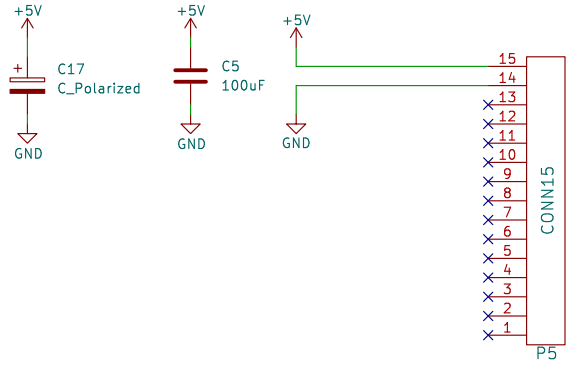 +5V
+
C17
C_Polarized
GND
+5V
C5
100uF
GND
+5V
GND
15
14
13
12
11
10
9
8
7
6
5
4
3
2
1
CONN15
P5